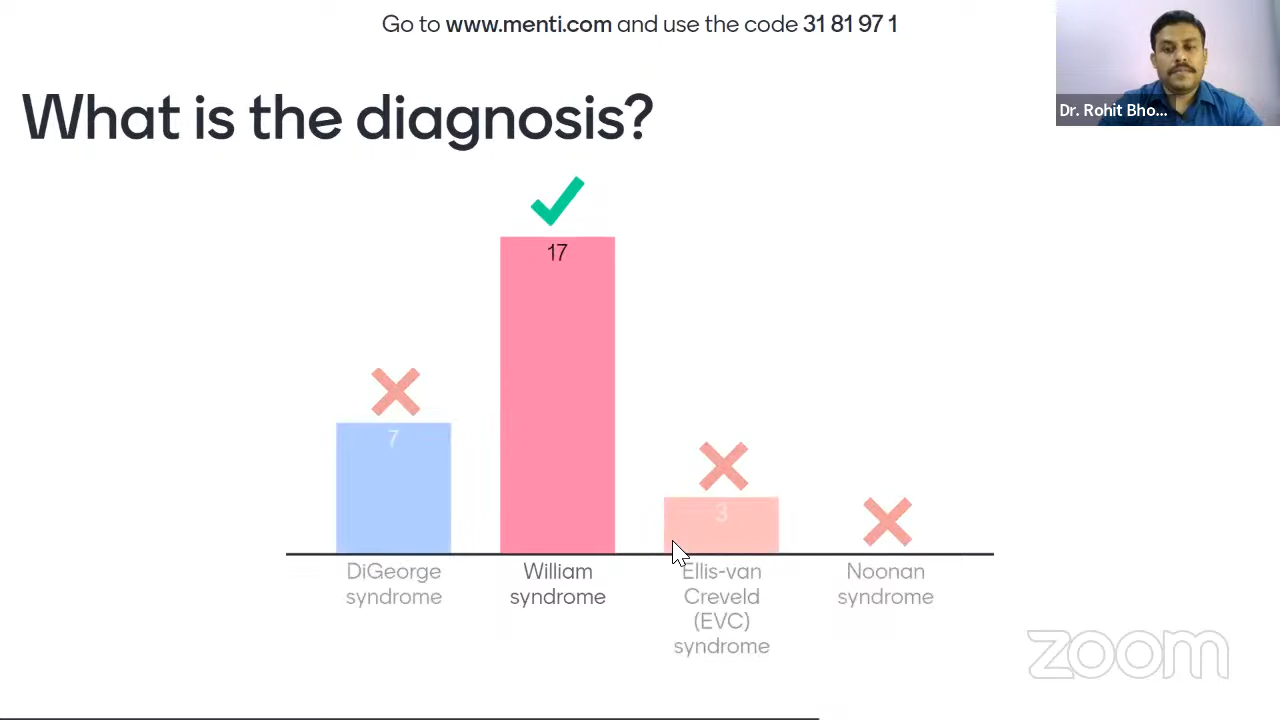 Go to www.menti.com and use the code 31 81 97 1
Dr. Rohit Bho...
What is the diagnosis?
17
7
3
DiGeorge
syndrome
William
syndrome
Ellis-van
Creveld
(EVC)
syndrome
Noonan
syndrome
zoom